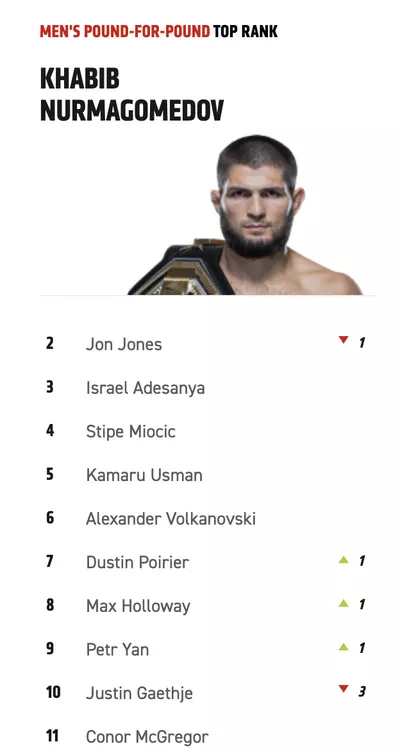 MEN'S POUND-FOR-POUND TOP RANK
KHABIB
NURMAGOMEDOV
2 Jon Jones 1
3 Israel Adesanya
4 Stipe Miocic
5 Kamaru Usman
6 Alexander Volkanovski
7 Dustin Poirier 1
8 Max Holloway 1
9 Petr Yan 1
10 Justin Gaethje 3
11 Conor McGregor